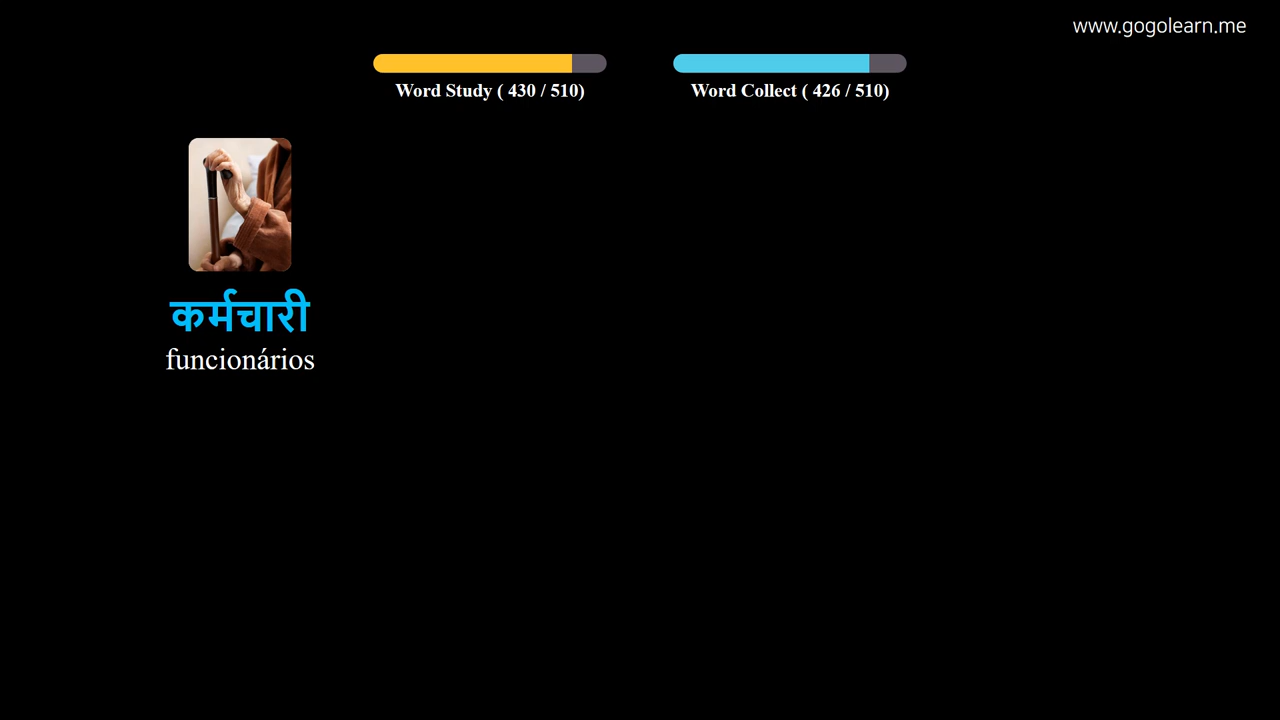 www.gogolearn.me
Word Study ( 430 / 510)
Word Collect ( 426 / 510)
कर्मचारी
funcionários